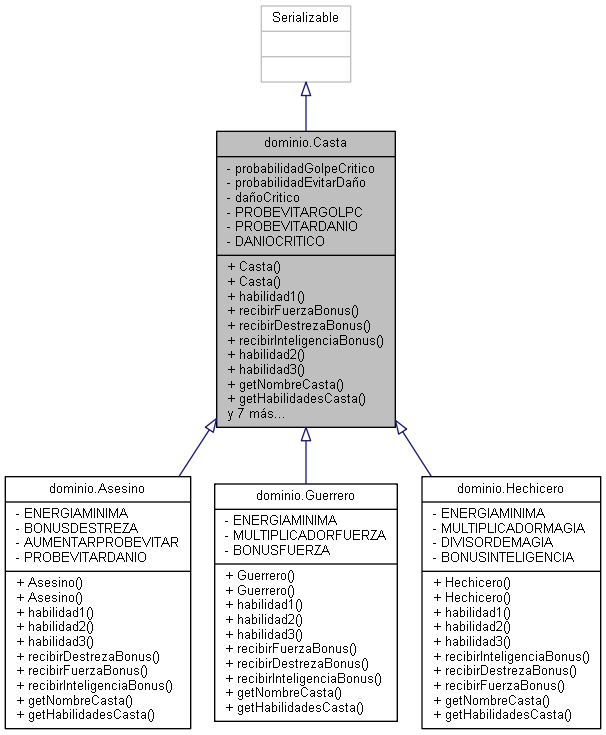 Serializable
dominio.Casta
- probabilidadGolpeCritico
- probabilidadEvitarDaño
- dañoCritico
- PROBEVITARGOLPC
- PROBEVITARDANIO
- DANIOCRITICO
+ Casta()
+ Casta()
+ habilidad1()
+ recibirFuerzaBonus()
+ recibirDestrezaBonus()
+ recibirInteligenciaBonus()
+ habilidad2()
+ habilidad3()
+ getNombreCasta()
+ getHabilidadesCasta()
y 7 más...
dominio.Asesino
- ENERGIAMINIMA
- BONUSDESTREZA
- AUMENTARPROBEVITAR
- PROBEVITARDANIO
+ Asesino()
+ Asesino()
+ habilidad1()
+ habilidad2()
+ habilidad3()
+ recibirDestrezaBonus()
+ recibirFuerzaBonus()
+ recibirInteligenciaBonus()
+ getNombreCasta()
+ getHabilidadesCasta()
dominio.Guerrero
- ENERGIAMINIMA
- MULTIPLICADORFUERZA
- BONUSFUERZA
+ Guerrero()
+ Guerrero()
+ habilidad1()
+ habilidad2()
+ habilidad3()
+ recibirFuerzaBonus()
+ recibirDestrezaBonus()
+ recibirInteligenciaBonus()
+ getNombreCasta()
+ getHabilidadesCasta()
dominio.Hechicero
- ENERGIAMINIMA
- MULTIPLICADORMAGIA
- DIVISORDEMAGIA
- BONUSINTELIGENCIA
+ Hechicero()
+ Hechicero()
+ habilidad1()
+ habilidad2()
+ habilidad3()
+ recibirInteligenciaBonus()
+ recibirDestrezaBonus()
+ recibirFuerzaBonus()
+ getNombreCasta()
+ getHabilidadesCasta()